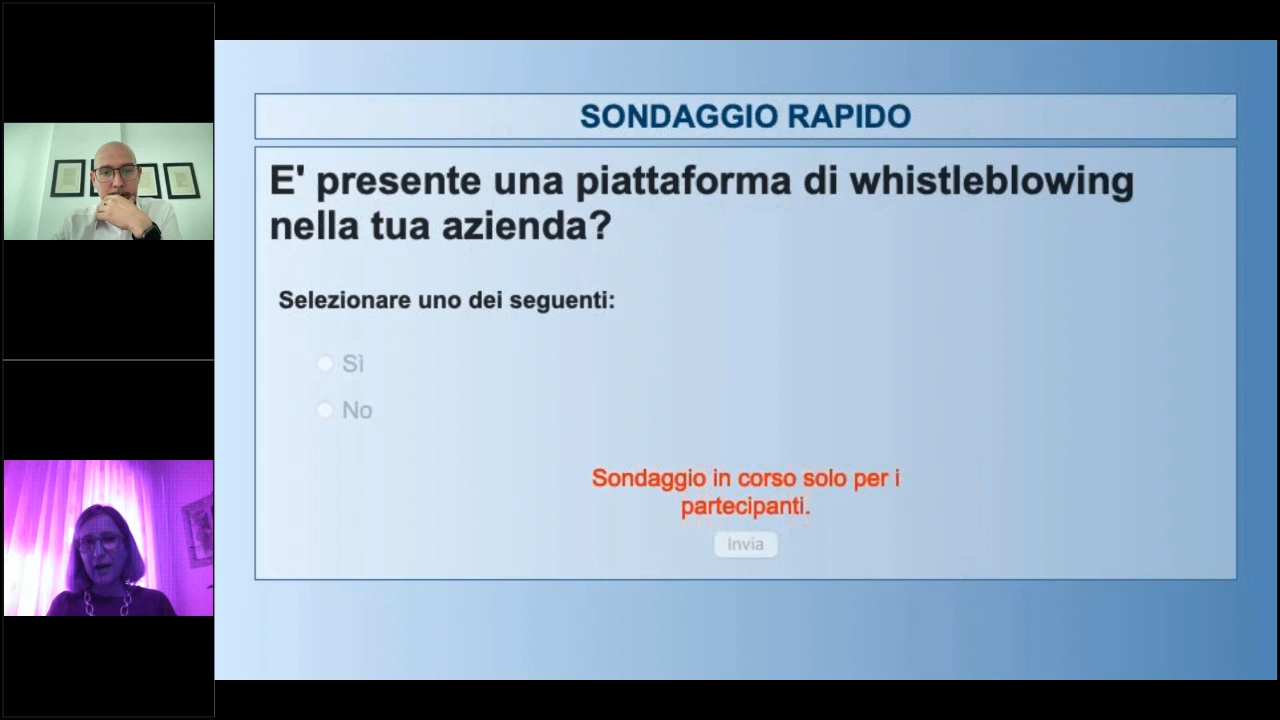 SONDAGGIO RAPIDO
E' presente una piattaforma di whistleblowing
nella tua azienda?
Selezionare uno dei seguenti:
Sì
No
Sondaggio in corso solo per i
partecipanti.
Invia